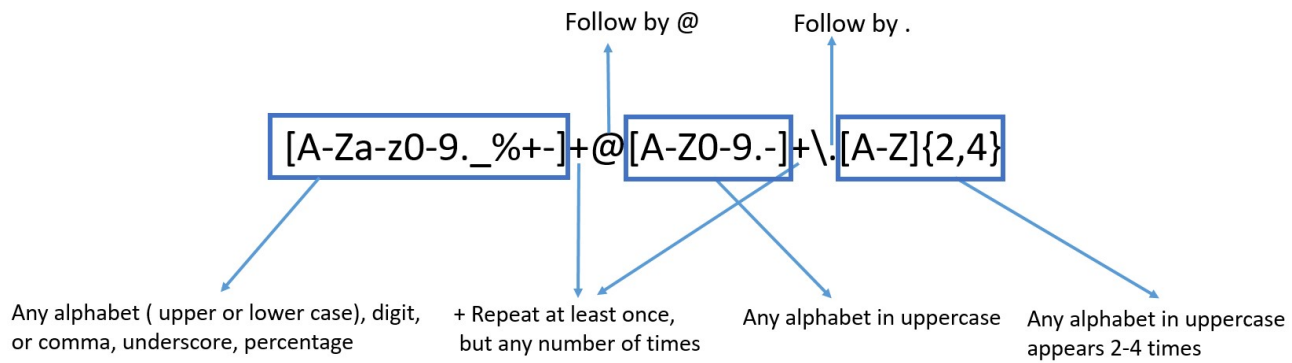 Follow by @
Follow by .
[A-Za-z0-9._%+-]+@[A-Z0-9.-]+\.[A-Z]{2,4}
Any alphabet ( upper or lower case), digit,
or comma, underscore, percentage
+ Repeat at least once,
but any number of times
Any alphabet in uppercase
Any alphabet in uppercase
appears 2-4 times